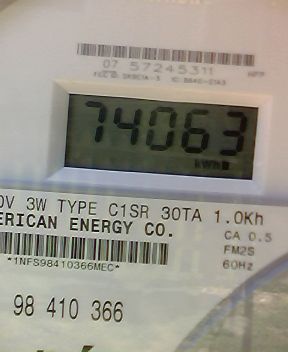 07 57245311
74063
kWh
0V 3W TYPE C1SR 30TA 1.0Kh
ERICAN ENERGY CO.
CA 0.5
FM2S
*1NFS98410366MEC*
60Hz
98 410 366